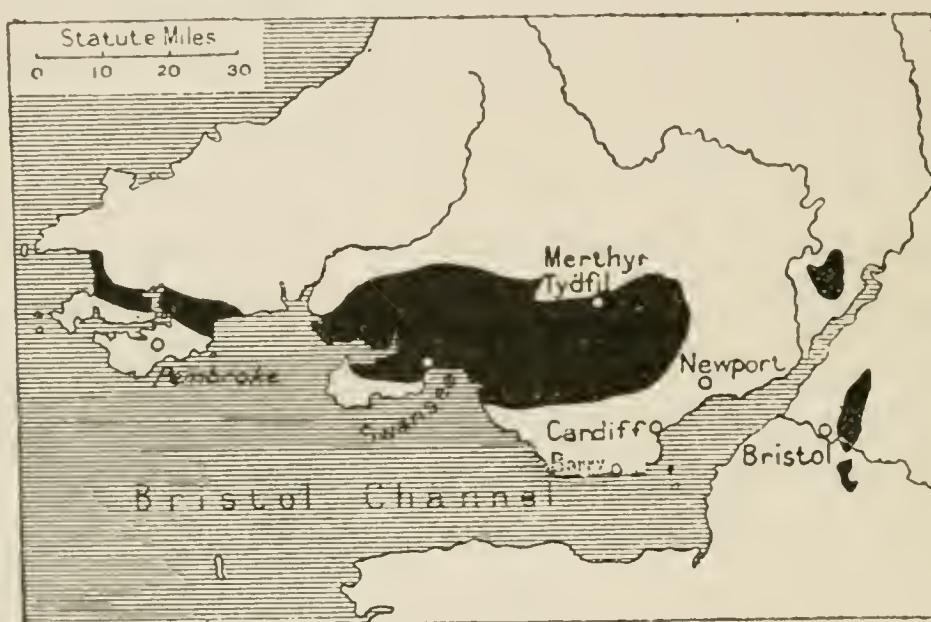 Statute Miles
0 10 20 30
Merthyr
Tydfil
Newport
Pembroke
Swansea
Cardiff
Barry
Bristol
Bristol Channel